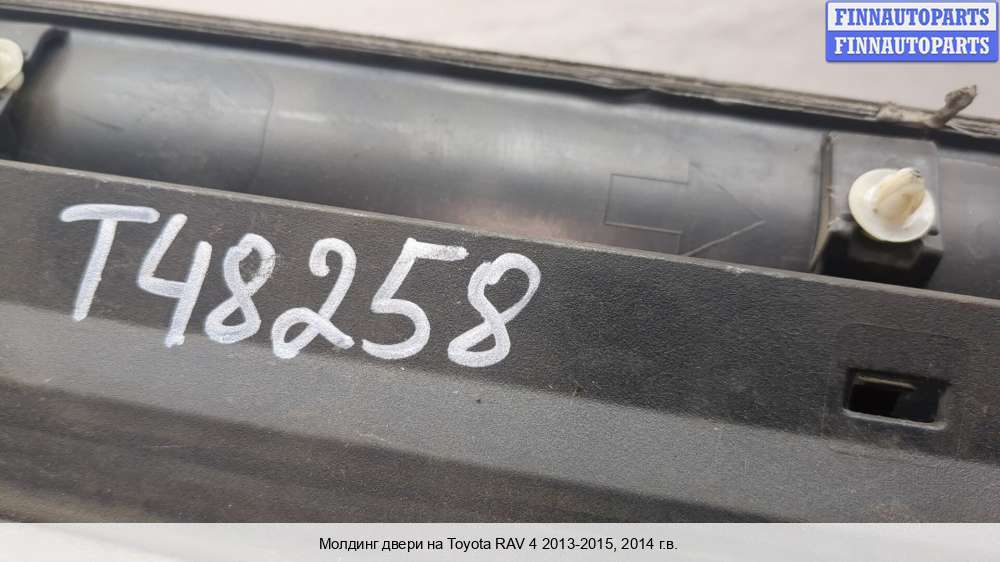 FINNAUTOPARTS
FINNAUTOPARTS
T48258
Молдинг двери на Toyota RAV 4 2013-2015, 2014 г.в.